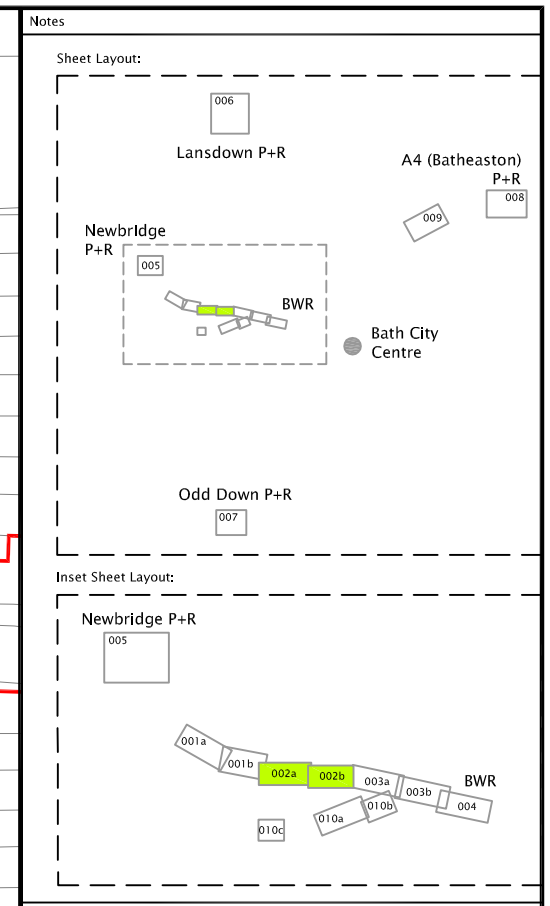 Notes
Sheet Layout:
006
Lansdown P+R
A4 (Batheaston)
P+R
008
009
Newbridge
P+R
005
BWR
Bath City
Centre
Odd Down P+R
007
Inset Sheet Layout:
Newbridge P+R
005
001a
001b
002a
002b
003a
003b
BWR
004
010a
010b
010c